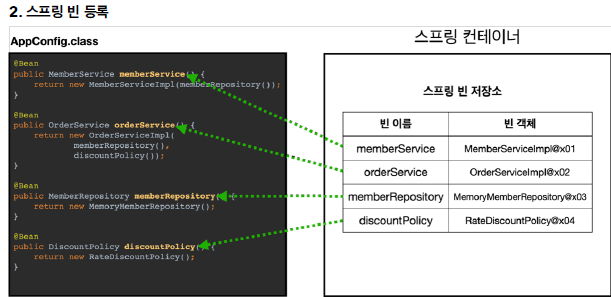 2. 스프링 빈 등록
AppConfig.class
@Bean
public MemberService memberService() {
return new MemberServiceImpl(memberRepository());
}
@Bean
public OrderService orderService() {
return new OrderServiceImpl(
memberRepository(),
discountPolicy());
}
@Bean
public MemberRepository memberRepository() {
return new MemoryMemberRepository();
}
@Bean
public DiscountPolicy discountPolicy() {
return new RateDiscountPolicy();
}
스프링 컨테이너
스프링 빈 저장소
빈 이름 빈 객체
memberService MemberServiceImpl@x01
orderService OrderServiceImpl@x02
memberRepository MemoryMemberRepository@x03
discountPolicy RateDiscountPolicy@x04